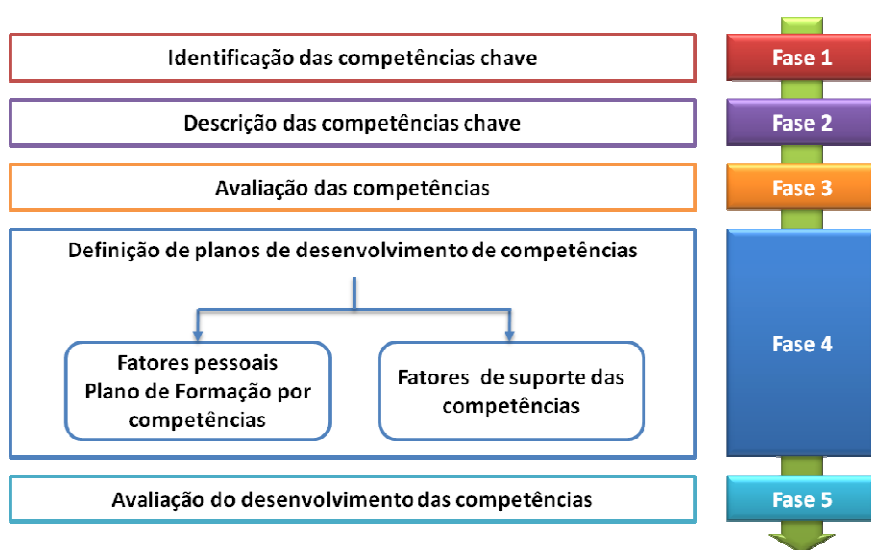 Identificação das competências chave
Fase 1
Descrição das competências chave
Fase 2
Avaliação das competências
Fase 3
Definição de planos de desenvolvimento de competências
Fatores pessoais
Plano de Formação por
competências
Fatores de suporte das
competências
Fase 4
Avaliação do desenvolvimento das competências
Fase 5